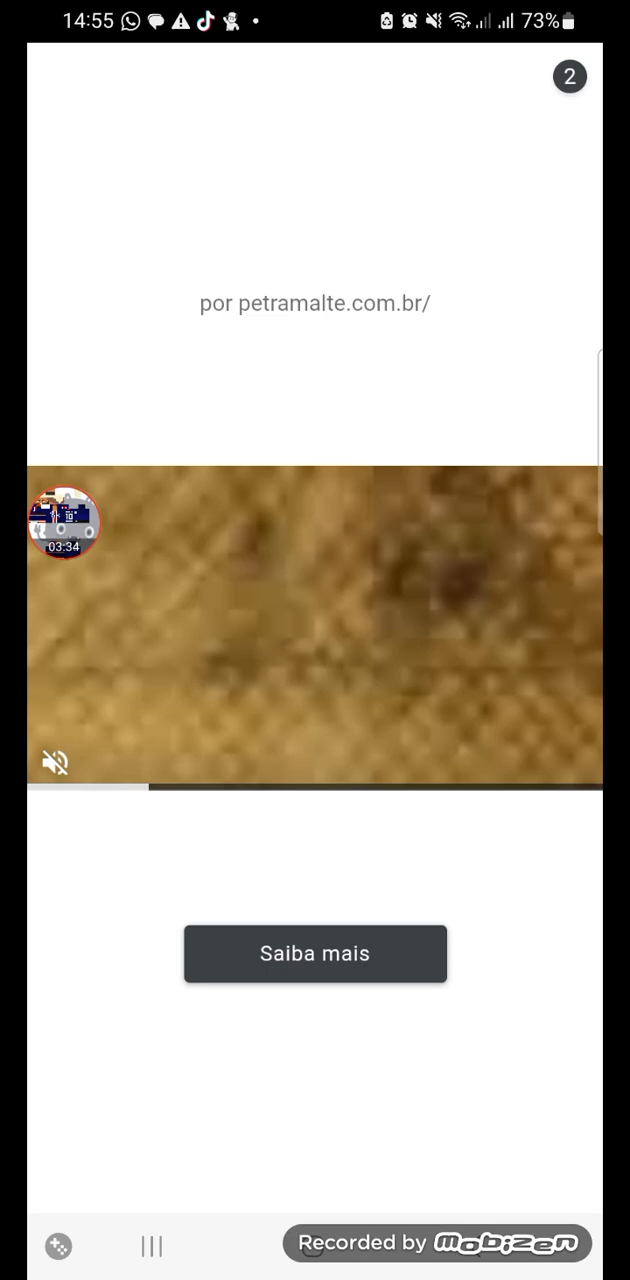 14:55
73%
2
por petramalte.com.br/
03:34
Saiba mais
Recorded by mobizen